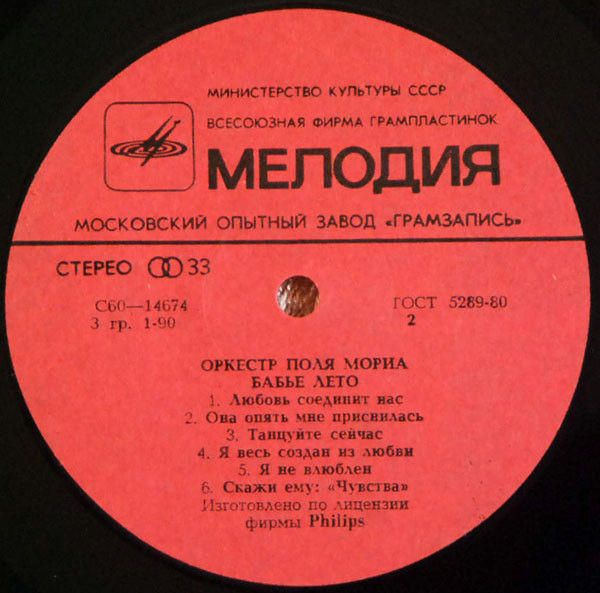 МИНИСТЕРСТВО КУЛЬТУРЫ СССР
ВСЕСОЮЗНАЯ ФИРМА ГРАМПЛАСТИНОК
МЕЛОДИЯ
МОСКОВСКИЙ ОПЫТНЫЙ ЗАВОД «ГРАМЗАПИСЬ»
СТЕРЕО 33
С60—14674
3 гр. 1-90
ГОСТ 5289-80
2
ОРКЕСТР ПОЛЯ МОРИА
БАБЬЕ ЛЕТО
1. Любовь соединит нас
2. Она опять мне приснилась
3. Танцуйте сейчас
4. Я весь создан из любви
5. Я не влюблен
6. Скажи ему: «Чувства»
Изготовлено по лицензии
фирмы Philips